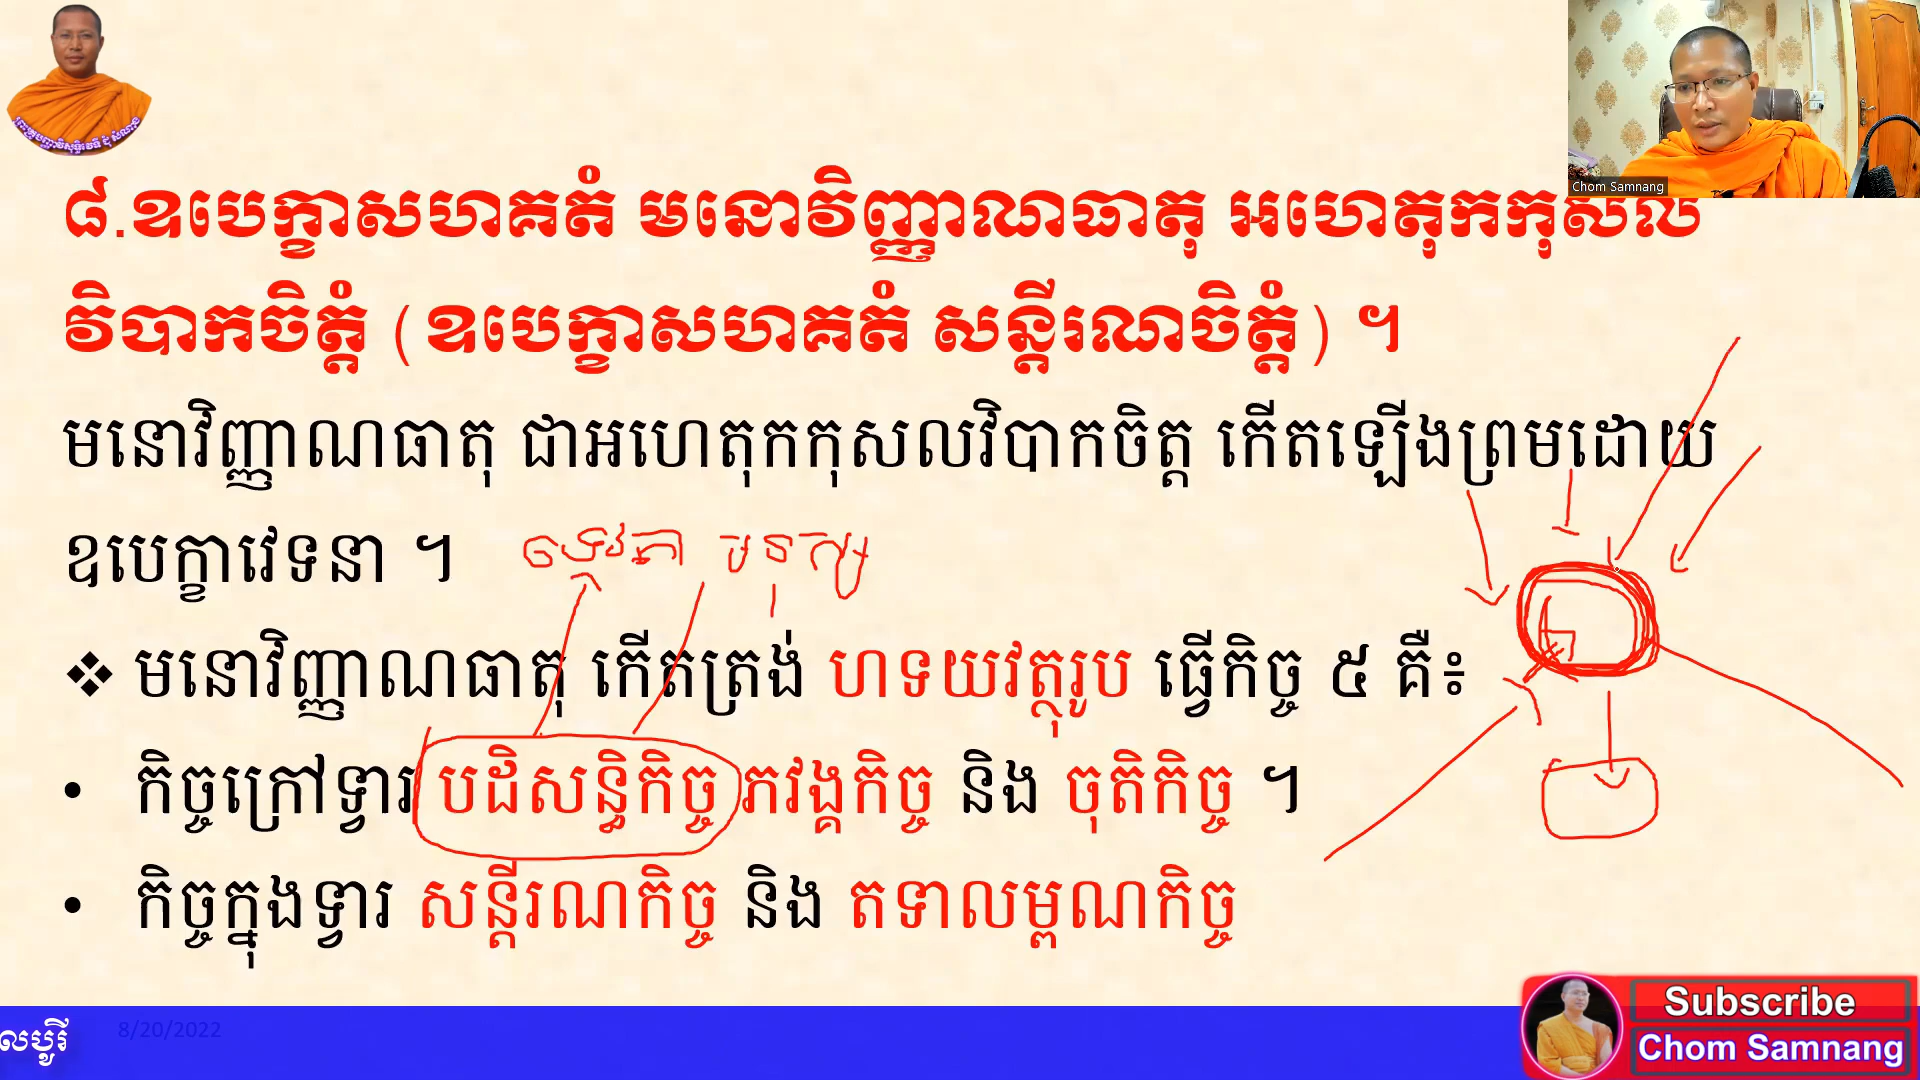 Chom Samnang
៨.ឧបេក្ខាសហគតំ មនោវិញ្ញាណធាតុ អហេតុកកុសល
វិបាកចិត្តំ (ឧបេក្ខាសហគតំ សន្តីរណចិត្តំ) ។
មនោវិញ្ញាណធាតុ ជាអហេតុកកុសលវិបាកចិត្ត កើតឡើងព្រមដោយ
ឧបេក្ខាវេទនា ។
ទេវតា មនុស្ស
❖ មនោវិញ្ញាណធាតុ កើតត្រង់ ហទយវត្ថុរូប ធ្វើកិច្ច ៥ គឺ៖
• កិច្ចក្រៅទ្វារ បដិសន្ធិកិច្ច ភវង្គកិច្ច និង ចុតិកិច្ច ។
• កិច្ចក្នុងទ្វារ សន្តីរណកិច្ច និង តទាលម្ពណកិច្ច
8/20/2022
Subscribe
Chom Samnang